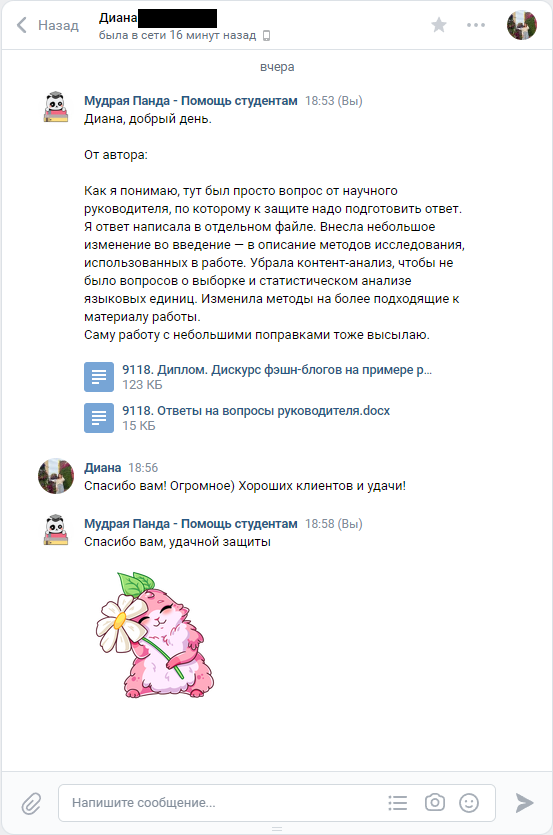 Назад
Диана
была в сети 16 минут назад
вчера
Мудрая Панда - Помощь студентам 18:53 (Вы)
Диана, добрый день.
От автора:
Как я понимаю, тут был просто вопрос от научного
руководителя, по которому к защите надо подготовить ответ.
Я ответ написала в отдельном файле. Внесла небольшое
изменение во введение — в описание методов исследования,
использованных в работе. Убрала контент-анализ, чтобы не
было вопросов о выборке и статистическом анализе
языковых единиц. Изменила методы на более подходящие к
материалу работы.
Саму работу с небольшими поправками тоже высылаю.
9118. Диплом. Дискурс фэшн-блогов на примере р...
123 КБ
9118. Ответы на вопросы руководителя.docx
15 КБ
Диана 18:56
Спасибо вам! Огромное) Хороших клиентов и удачи!
Мудрая Панда - Помощь студентам 18:58 (Вы)
Спасибо вам, удачной защиты
Напишите сообщение...